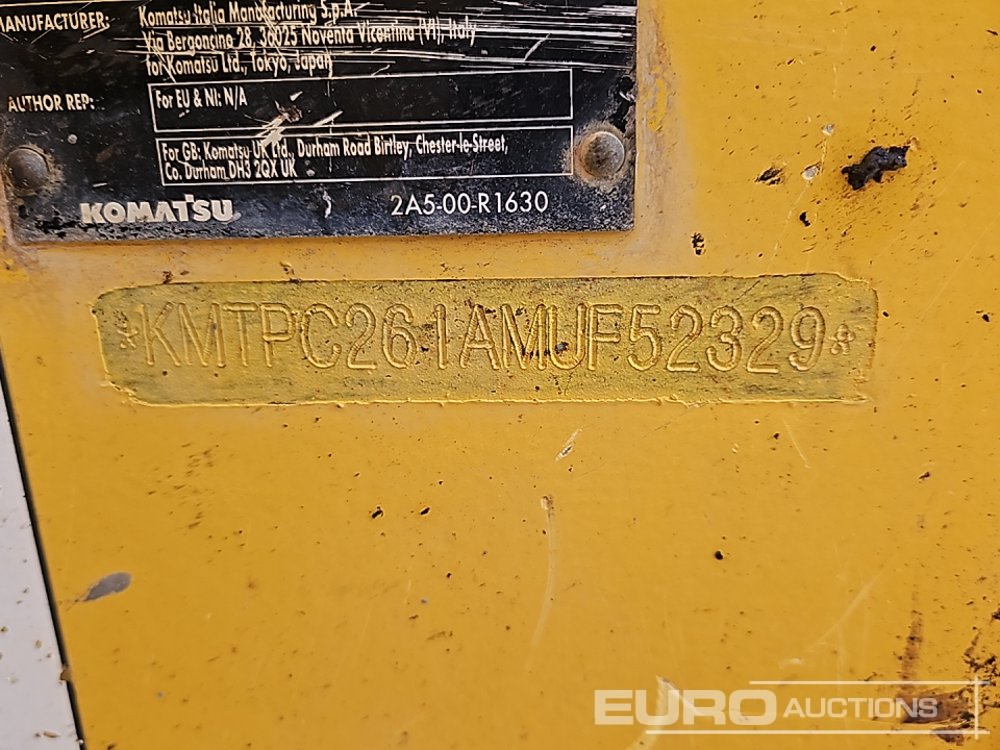 MANUFACTURER: Komatsu Italia Manufacturing S.p.A.
Via Bergoncino 28, 36025 Noventa Vicentina (VI), Italy
for Komatsu Ltd., Tokyo, Japan
AUTHOR REP: For EU & NI: N/A
For GB: Komatsu UK Ltd., Durham Road Birtley, Chester-le-Street,
Co. Durham DH3 2QX UK
KOMATSU 2A5-00-R1630
*KMTPC261AMUF52329*
EURO AUCTIONS